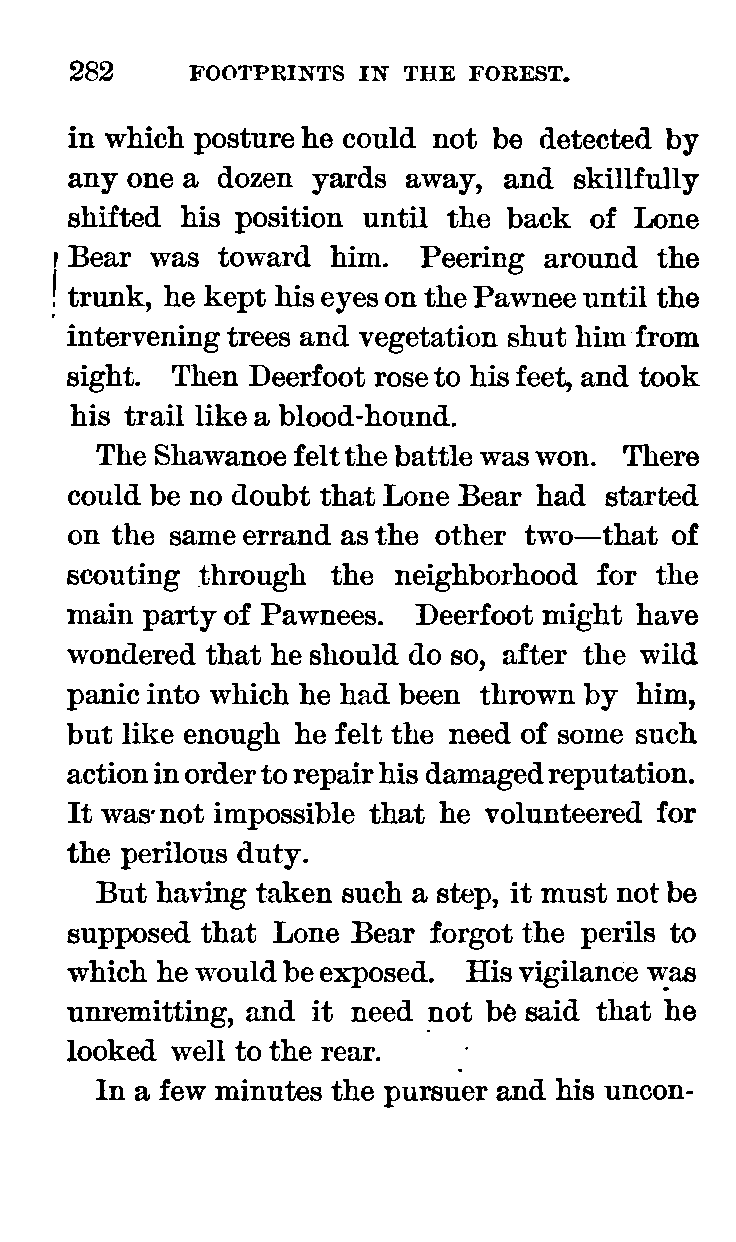 282 FOOTPRINTS IN THE FOREST.
in which posture he could not be detected by
any one a dozen yards away, and skillfully
shifted his position until the back of Lone
Bear was toward him. Peering around the
trunk, he kept his eyes on the Pawnee until the
intervening trees and vegetation shut him from
sight. Then Deerfoot rose to his feet, and took
his trail like a blood-hound.
The Shawanoe felt the battle was won. There
could be no doubt that Lone Bear had started
on the same errand as the other two—that of
scouting through the neighborhood for the
main party of Pawnees. Deerfoot might have
wondered that he should do so, after the wild
panic into which he had been thrown by him,
but like enough he felt the need of some such
action in order to repair his damaged reputation.
It was not impossible that he volunteered for
the perilous duty.
But having taken such a step, it must not be
supposed that Lone Bear forgot the perils to
which he would be exposed. His vigilance was
unremitting, and it need not be said that he
looked well to the rear.
In a few minutes the pursuer and his uncon-